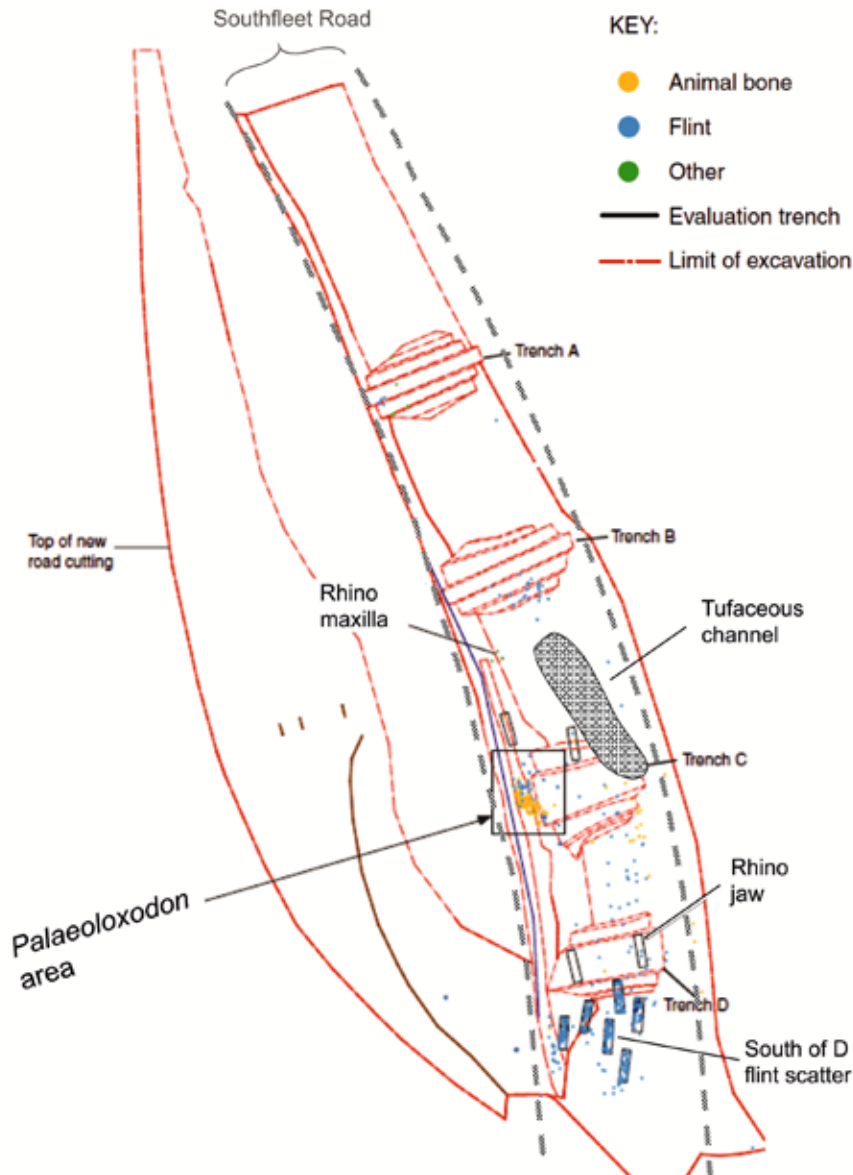 Southfleet Road
KEY:
Animal bone
Flint
Other
Evaluation trench
Limit of excavation
Trench A
Trench B
Top of new
road cutting
Rhino
maxilla
Tufaceous
channel
Trench C
Rhino
jaw
Palaeoloxodon
area
Trench D
South of D
flint scatter